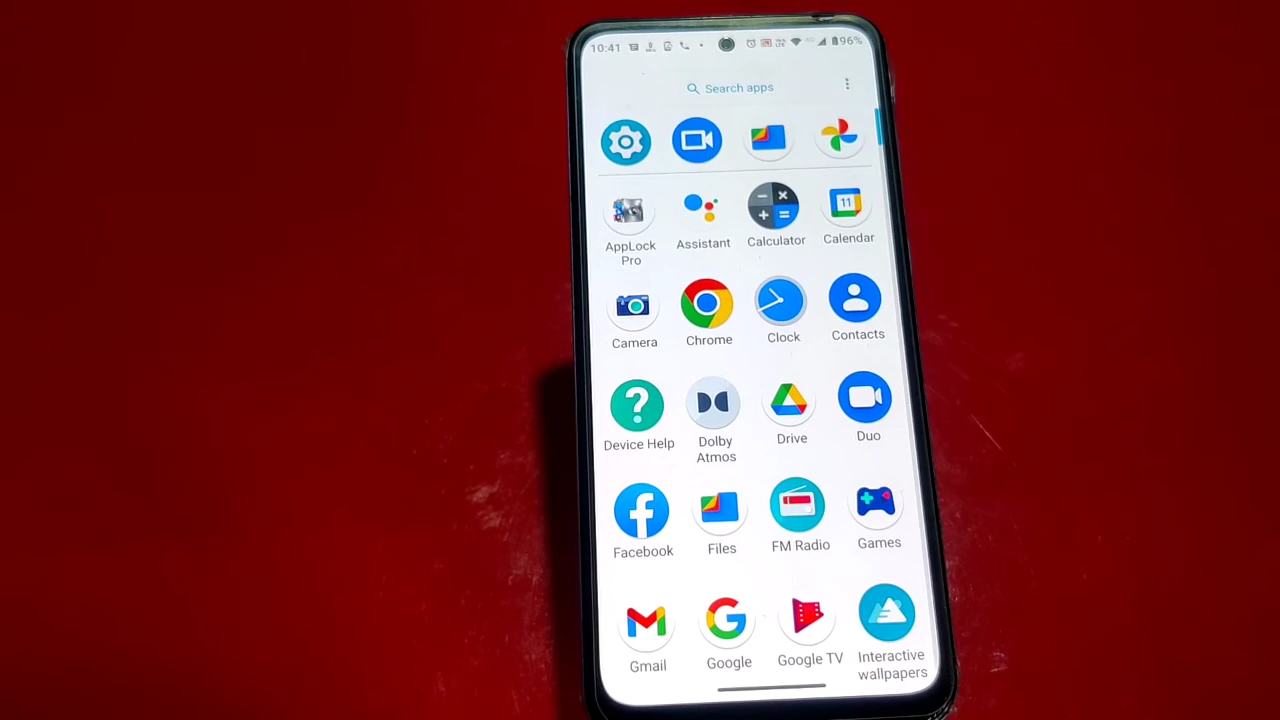 10:41
96%
Search apps
AppLock
Pro
Assistant
Calculator
11
Calendar
Camera
Chrome
Clock
Contacts
Device Help
Dolby
Atmos
Drive
Duo
Facebook
Files
FM Radio
Games
Gmail
Google
Google TV
Interactive
wallpapers